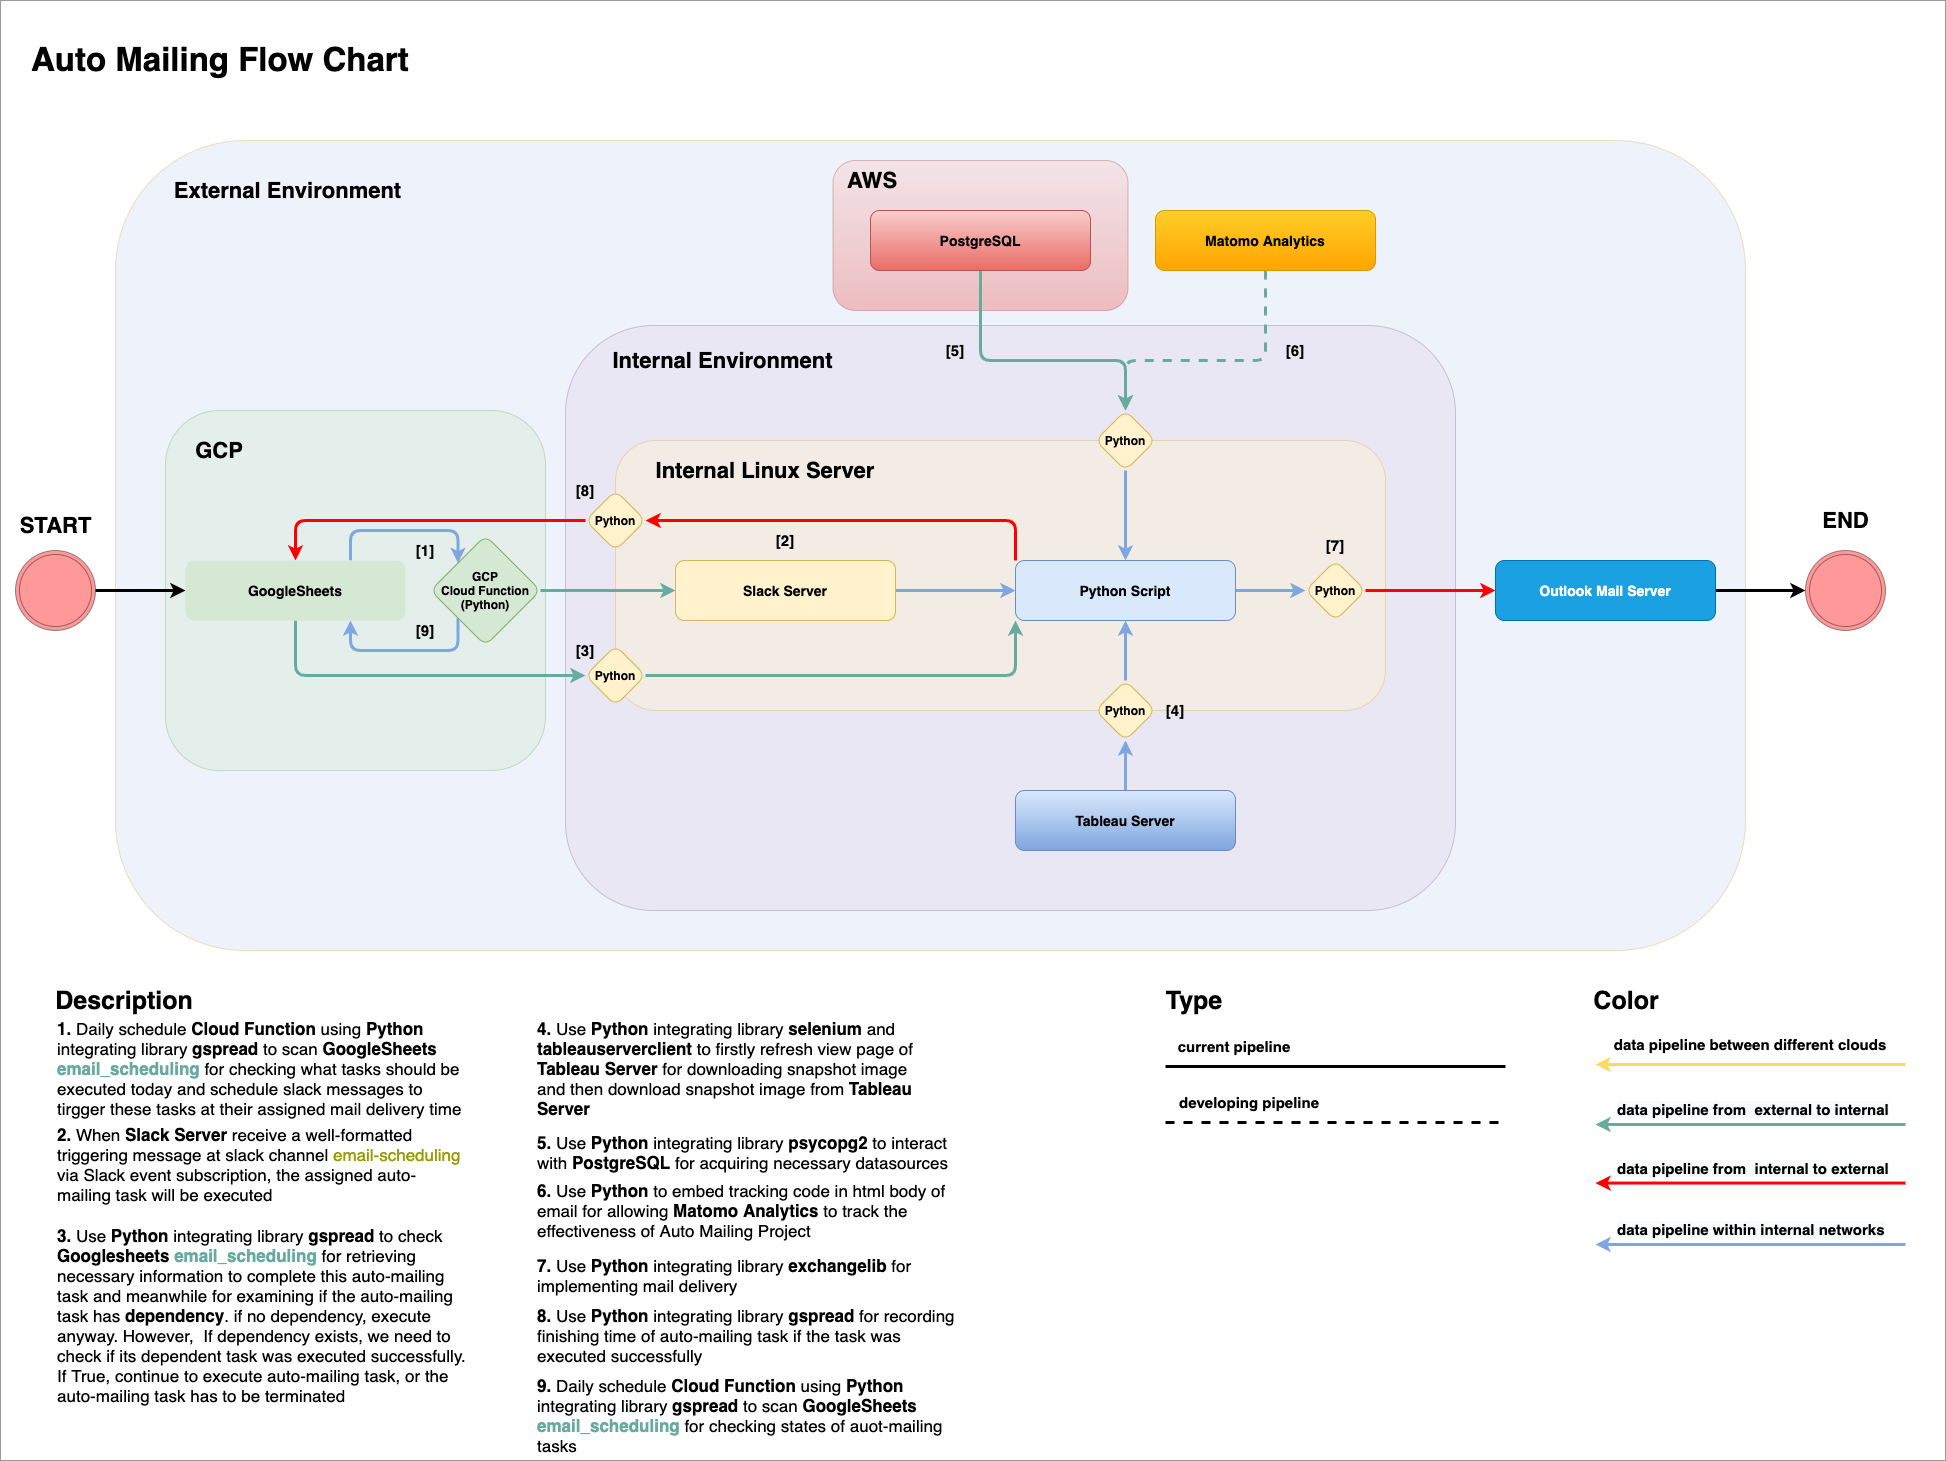 Auto Mailing Flow Chart
External Environment
AWS
PostgreSQL
Matomo Analytics
[5]
[6]
Internal Environment
GCP
Python
Internal Linux Server
[8]
Python
START
END
[1]
[2]
[7]
GoogleSheets
GCP
Cloud Function
(Python)
Slack Server
Python Script
Python
Outlook Mail Server
[9]
[3]
Python
Python
[4]
Tableau Server
Description
1. Daily schedule Cloud Function using Python
integrating library gspread to scan GoogleSheets
email_scheduling for checking what tasks should be
executed today and schedule slack messages to
tirgger these tasks at their assigned mail delivery time
2. When Slack Server receive a well-formatted
triggering message at slack channel email-scheduling
via Slack event subscription, the assigned auto-
mailing task will be executed
3. Use Python integrating library gspread to check
Googlesheets email_scheduling for retrieving
necessary information to complete this auto-mailing
task and meanwhile for examining if the auto-mailing
task has dependency. if no dependency, execute
anyway. However, If dependency exists, we need to
check if its dependent task was executed successfully.
If True, continue to execute auto-mailing task, or the
auto-mailing task has to be terminated
4. Use Python integrating library selenium and
tableauserverclient to firstly refresh view page of
Tableau Server for downloading snapshot image
and then download snapshot image from Tableau
Server
5. Use Python integrating library psycopg2 to interact
with PostgreSQL for acquiring necessary datasources
6. Use Python to embed tracking code in html body of
email for allowing Matomo Analytics to track the
effectiveness of Auto Mailing Project
7. Use Python integrating library exchangelib for
implementing mail delivery
8. Use Python integrating library gspread for recording
finishing time of auto-mailing task if the task was
executed successfully
9. Daily schedule Cloud Function using Python
integrating library gspread to scan GoogleSheets
email_scheduling for checking states of auot-mailing
tasks
Type
current pipeline
developing pipeline
Color
data pipeline between different clouds
data pipeline from external to internal
data pipeline from internal to external
data pipeline within internal networks